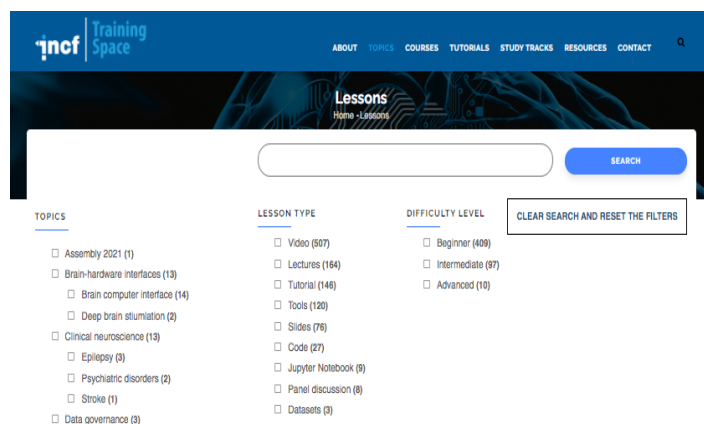 incf Training Space
ABOUT TOPICS COURSES TUTORIALS STUDY TRACKS RESOURCES CONTACT
Lessons
Home -Lessons
SEARCH
TOPICS
Assembly 2021 (1)
Brain-hardware interfaces (13)
Brain computer interface (14)
Deep brain stiumlation (2)
Clinical neuroscience (13)
Epilepsy (3)
Psychiatric disorders (2)
Stroke (1)
Data governance (3)
LESSON TYPE
Video (507)
Lectures (164)
Tutorial (146)
Tools (120)
Slides (76)
Code (27)
Jupyter Notebook (9)
Panel discussion (8)
Datasets (3)
DIFFICULTY LEVEL
Beginner (409)
Intermediate (97)
Advanced (10)
CLEAR SEARCH AND RESET THE FILTERS